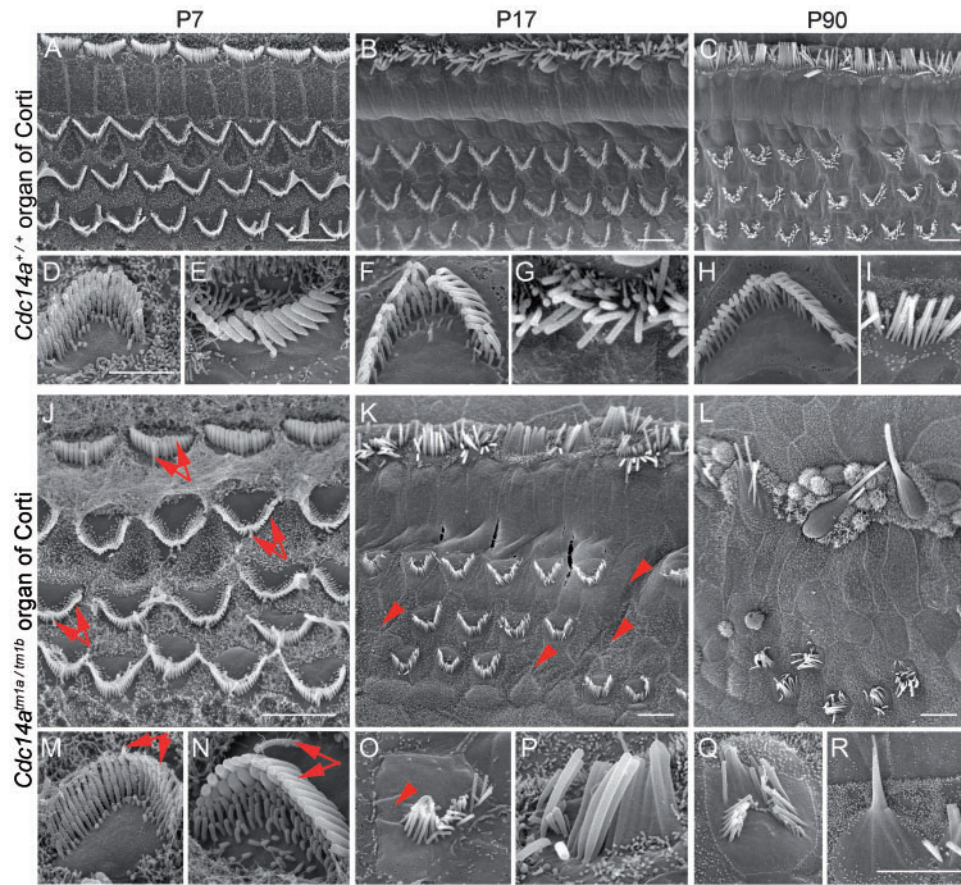 P7 P17 P90
A B C
Cdc14a+/+ organ of Corti
D E F G H I
J K L
Cdc14atm1a / tm1b organ of Corti
M N O P Q R